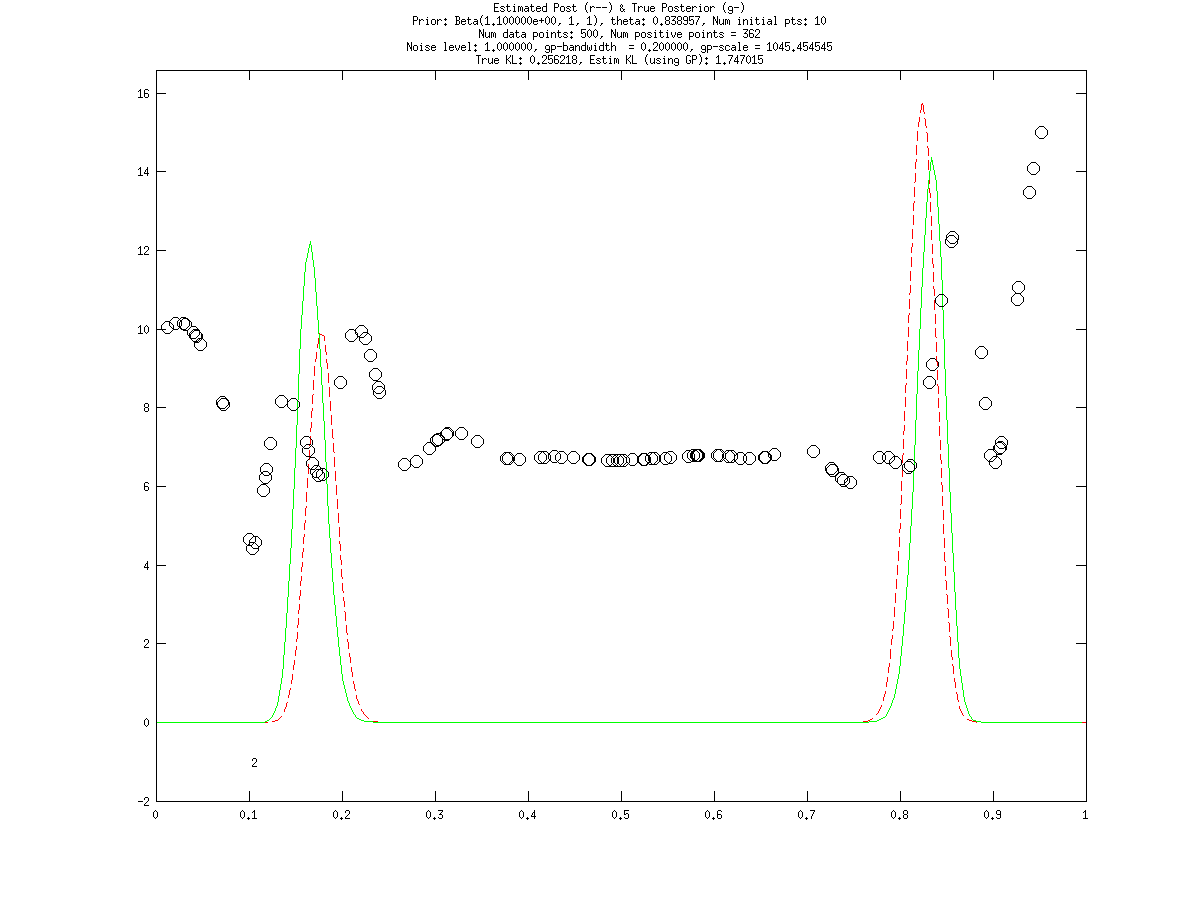 Estimated Post (r--) & True Posterior (g-)
Prior: Beta(1.100000e+00, 1, 1), theta: 0.838957, Num initial pts: 10
Num data points: 500, Num positive points = 362
Noise level: 1.000000, gp-bandwidth  = 0.200000, gp-scale = 1045.454545
True KL: 0.256218, Estim KL (using GP): 1.747015
16
14
12
10
8
6
4
2
0
2
-2
0 0.1 0.2 0.3 0.4 0.5 0.6 0.7 0.8 0.9 1